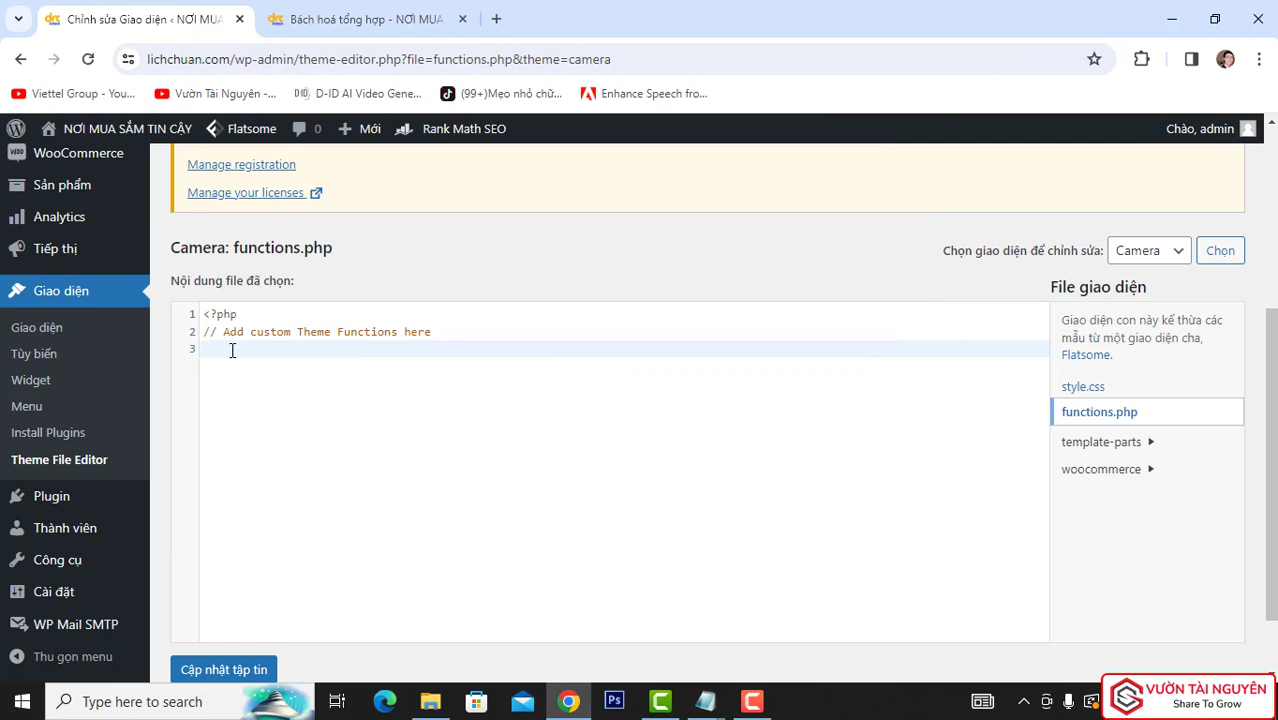 Chỉnh sửa Giao diện ‹ NƠI MUA
Bách hoá tổng hợp - NƠI MUA
lichchuan.com/wp-admin/theme-editor.php?file=functions.php&theme=camera
Viettel Group - You...
Vườn Tài Nguyên -...
D-ID AI Video Gene...
(99+)Mẹo nhỏ chữ...
Enhance Speech fro...
NƠI MUA SẮM TIN CẬY
Flatsome
0
Mới
Rank Math SEO
Chào, admin
WooCommerce
Sản phẩm
Analytics
Tiếp thị
Giao diện
Giao diện
Tùy biến
Widget
Menu
Install Plugins
Theme File Editor
Plugin
Thành viên
Công cụ
Cài đặt
WP Mail SMTP
Thu gọn menu
Manage registration
Manage your licenses
Camera: functions.php
Chọn giao diện để chỉnh sửa:
Camera
Chọn
Nội dung file đã chọn:
1 <?php
2 // Add custom Theme Functions here
3
File giao diện
Giao diện con này kế thừa các
mẫu từ một giao diện cha,
Flatsome.
style.css
functions.php
template-parts
woocommerce
Cập nhật tập tin
Type here to search
VƯỜN TÀI NGUYÊN
Share To Grow